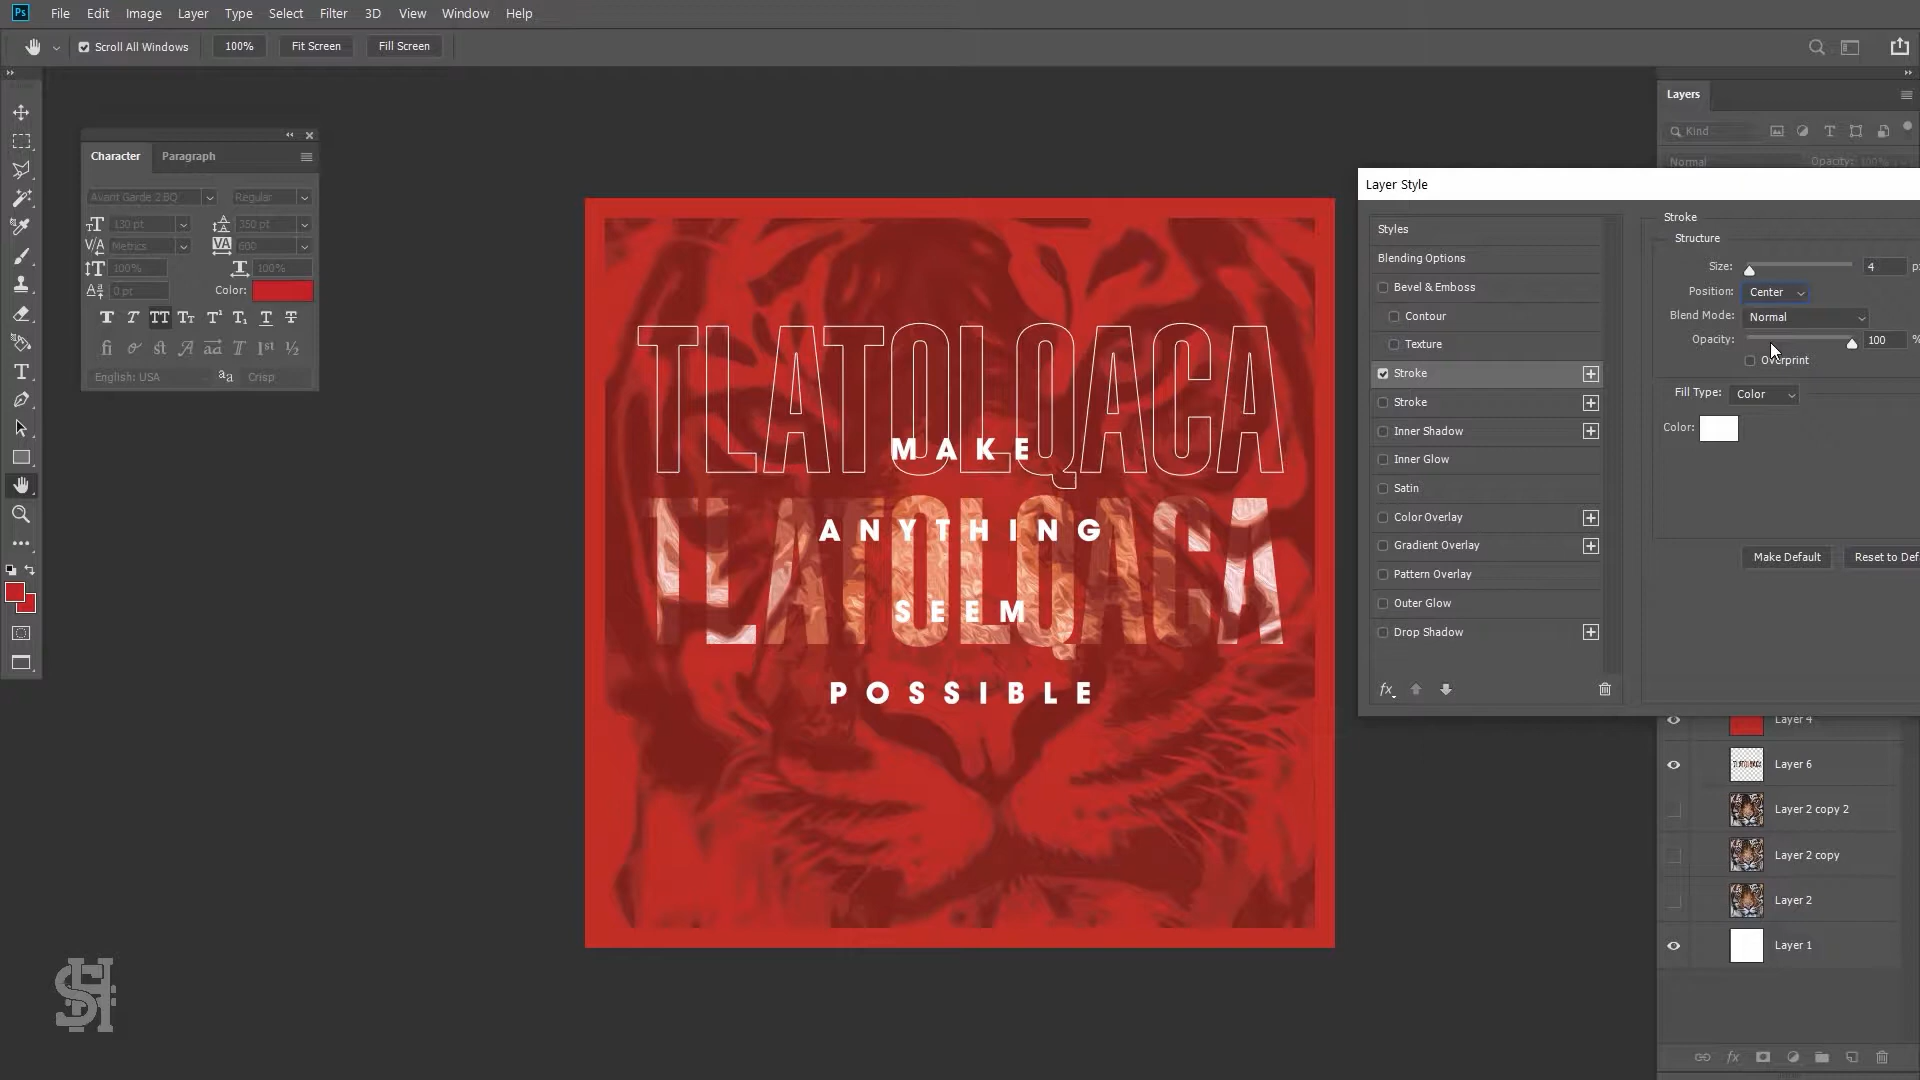 Ps File Edit Image Layer Type Select Filter 3D View Window Help
Scroll All Windows 100% Fit Screen Fill Screen
Layers
Kind
Normal Opacity: 100%
Character Paragraph
Avant Garde 2 BQ Regular
130 pt 350 pt
Metrics 600
100% 100%
0 pt Color:
English: USA aa Crisp
TLATOLQACA
MAKE
TLATOLQACA
ANYTHING
SEEM
POSSIBLE
Layer Style
Styles
Blending Options
Bevel & Emboss
Contour
Texture
Stroke
Stroke
Inner Shadow
Inner Glow
Satin
Color Overlay
Gradient Overlay
Pattern Overlay
Outer Glow
Drop Shadow
fx
Stroke
Structure
Size: 4
Position: Center
Blend Mode: Normal
Opacity: 100 %
Overprint
Fill Type: Color
Color:
Make Default Reset to Def
Layer 4
Layer 6
Layer 2 copy 2
Layer 2 copy
Layer 2
Layer 1
fx